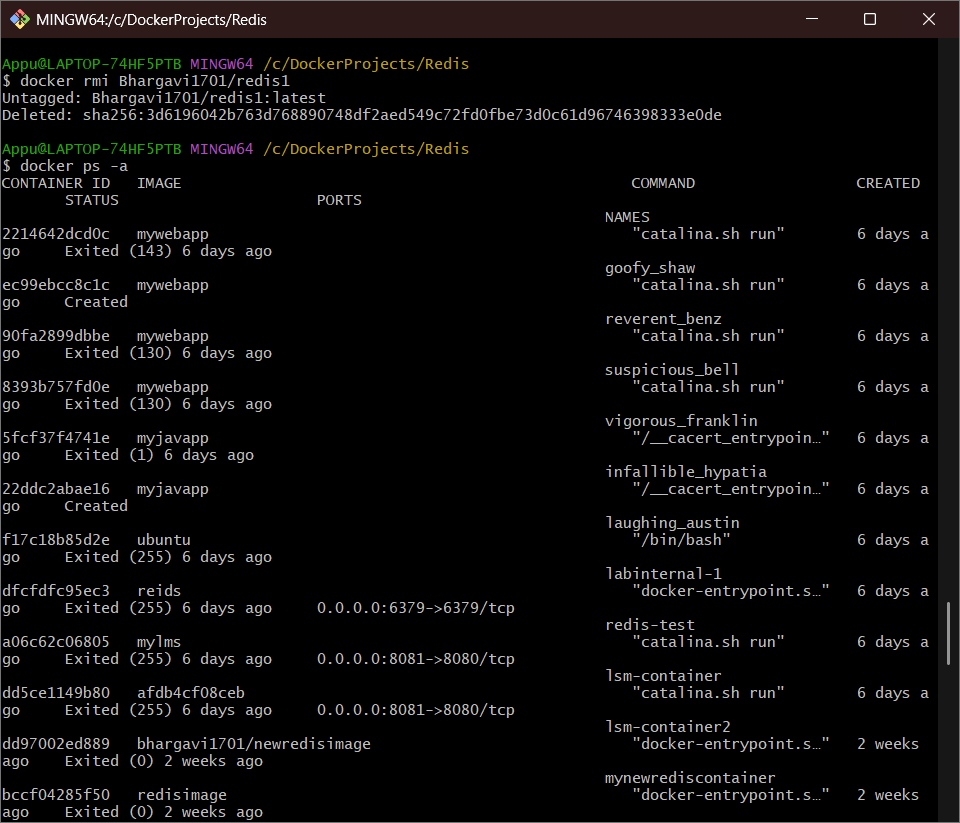 MINGW64:/c/DockerProjects/Redis
Appu@LAPTOP-74HF5PTB MINGW64 /c/DockerProjects/Redis
$ docker rmi Bhargavi1701/redis1
Untagged: Bhargavi1701/redis1:latest
Deleted: sha256:3d6196042b763d768890748df2aed549c72fd0fbe73d0c61d96746398333e0de
Appu@LAPTOP-74HF5PTB MINGW64 /c/DockerProjects/Redis
$ docker ps -a
CONTAINER ID   IMAGE                                                  COMMAND                  CREATED
       STATUS                      PORTS
                                                                   NAMES
2214642dcd0c   mywebapp                                               "catalina.sh run"        6 days a
go     Exited (143) 6 days ago
                                                                   goofy_shaw
ec99ebcc8c1c   mywebapp                                               "catalina.sh run"        6 days a
go     Created
                                                                   reverent_benz
90fa2899dbbe   mywebapp                                               "catalina.sh run"        6 days a
go     Exited (130) 6 days ago
                                                                   suspicious_bell
8393b757fd0e   mywebapp                                               "catalina.sh run"        6 days a
go     Exited (130) 6 days ago
                                                                   vigorous_franklin
5fcf37f4741e   myjavapp                                               "/__cacert_entrypoin…"   6 days a
go     Exited (1) 6 days ago
                                                                   infallible_hypatia
22ddc2abae16   myjavapp                                               "/__cacert_entrypoin…"   6 days a
go     Created
                                                                   laughing_austin
f17c18b85d2e   ubuntu                                                 "/bin/bash"              6 days a
go     Exited (255) 6 days ago
                                                                   labinternal-1
dfcfdfc95ec3   reids                                                  "docker-entrypoint.s…"   6 days a
go     Exited (255) 6 days ago     0.0.0.0:6379->6379/tcp
                                                                   redis-test
a06c62c06805   mylms                                                  "catalina.sh run"        6 days a
go     Exited (255) 6 days ago     0.0.0.0:8081->8080/tcp
                                                                   lsm-container
dd5ce1149b80   afdb4cf08ceb                                           "catalina.sh run"        6 days a
go     Exited (255) 6 days ago     0.0.0.0:8081->8080/tcp
                                                                   lsm-container2
dd97002ed889   bhargavi1701/newredisimage                             "docker-entrypoint.s…"   2 weeks
ago    Exited (0) 2 weeks ago
                                                                   mynewrediscontainer
bccf04285f50   redisimage                                             "docker-entrypoint.s…"   2 weeks
ago    Exited (0) 2 weeks ago